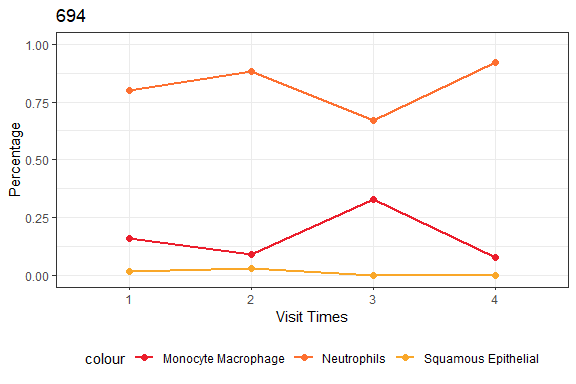 694
Percentage
1.00
0.75
0.50
0.25
0.00
1 2 3 4
Visit Times
colour Monocyte Macrophage Neutrophils Squamous Epithelial